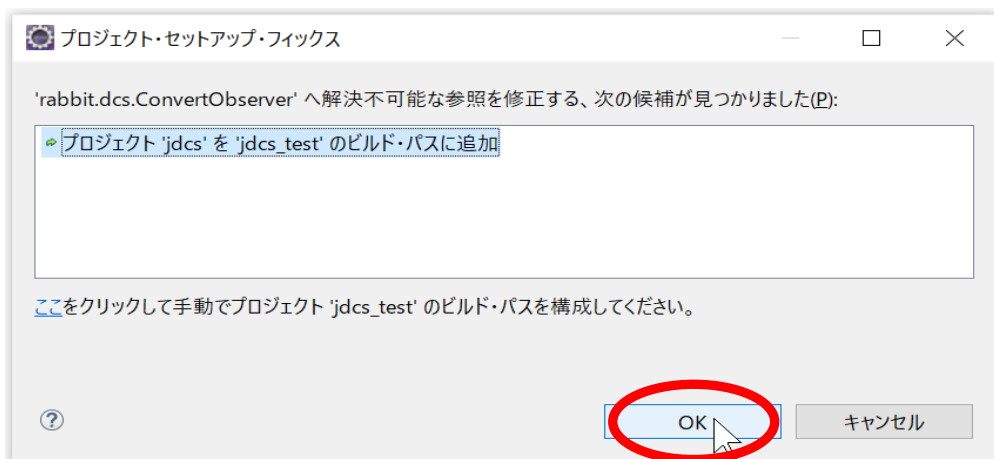 プロジェクト・セットアップ・フィックス
'rabbit.dcs.ConvertObserver' へ解決不可能な参照を修正する、次の候補が見つかりました(P):
プロジェクト 'jdcs' を 'jdcs_test' のビルド・パスに追加
ここをクリックして手動でプロジェクト 'jdcs_test' のビルド・パスを構成してください。
?
OK
キャンセル